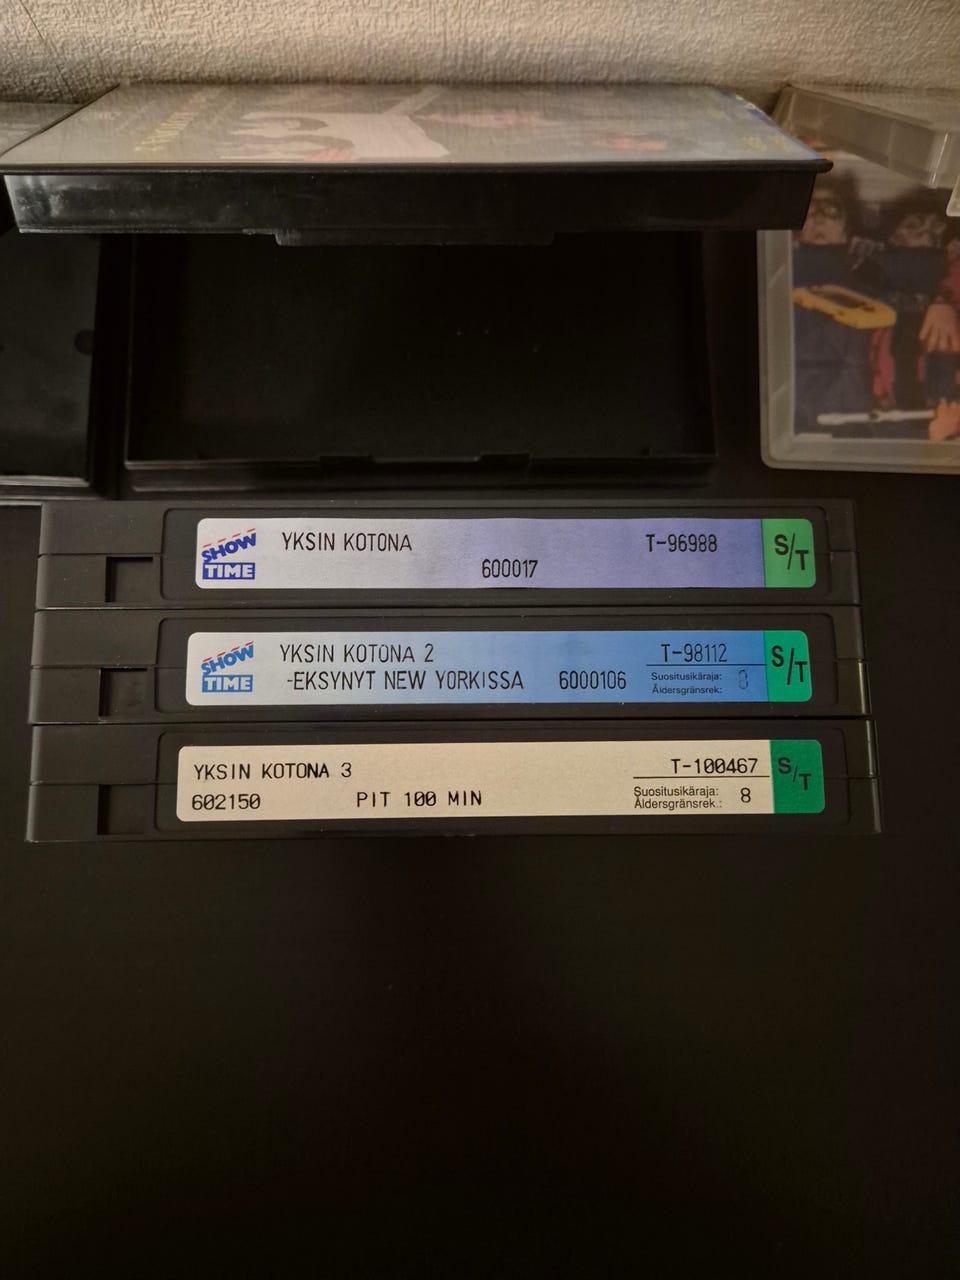 SHOW
TIME
YKSIN KOTONA
T-96988
600017
S/T
SHOW
TIME
YKSIN KOTONA 2
-EKSYNYT NEW YORKISSA
6000106
T-98112
Suositusikäraja:
Åldersgränsrek.:
S/T
YKSIN KOTONA 3
602150
PIT 100 MIN
T-100467
Suositusikäraja:
Åldersgränsrek.:
8
S/T